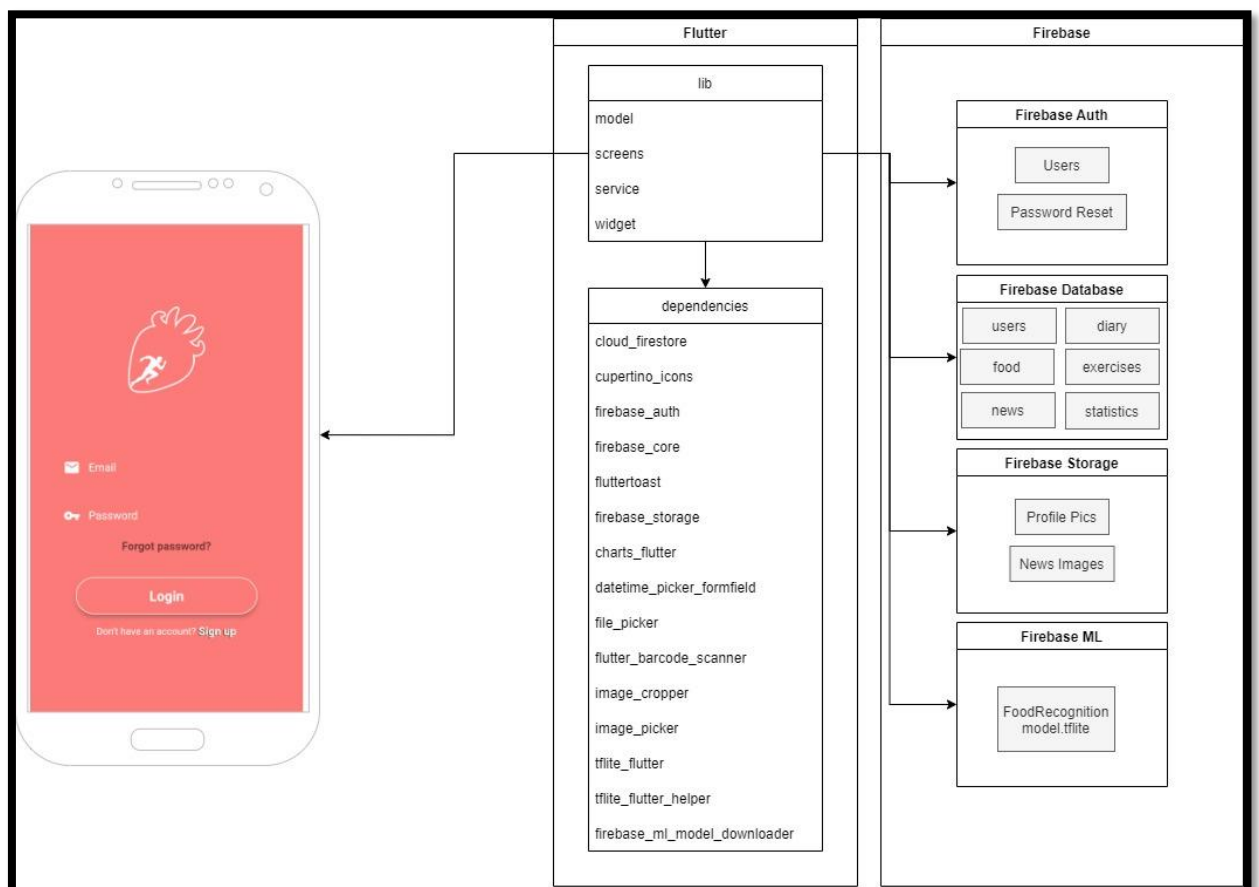 Flutter
lib
model
screens
service
widget
dependencies
cloud_firestore
cupertino_icons
firebase_auth
firebase_core
fluttertoast
firebase_storage
charts_flutter
datetime_picker_formfield
file_picker
flutter_barcode_scanner
image_cropper
image_picker
tflite_flutter
tflite_flutter_helper
firebase_ml_model_downloader
Firebase
Firebase Auth
Users
Password Reset
Firebase Database
users diary
food exercises
news statistics
Firebase Storage
Profile Pics
News Images
Firebase ML
FoodRecognition
model.tflite
Email
Password
Forgot password?
Login
Don't have an account? Sign up